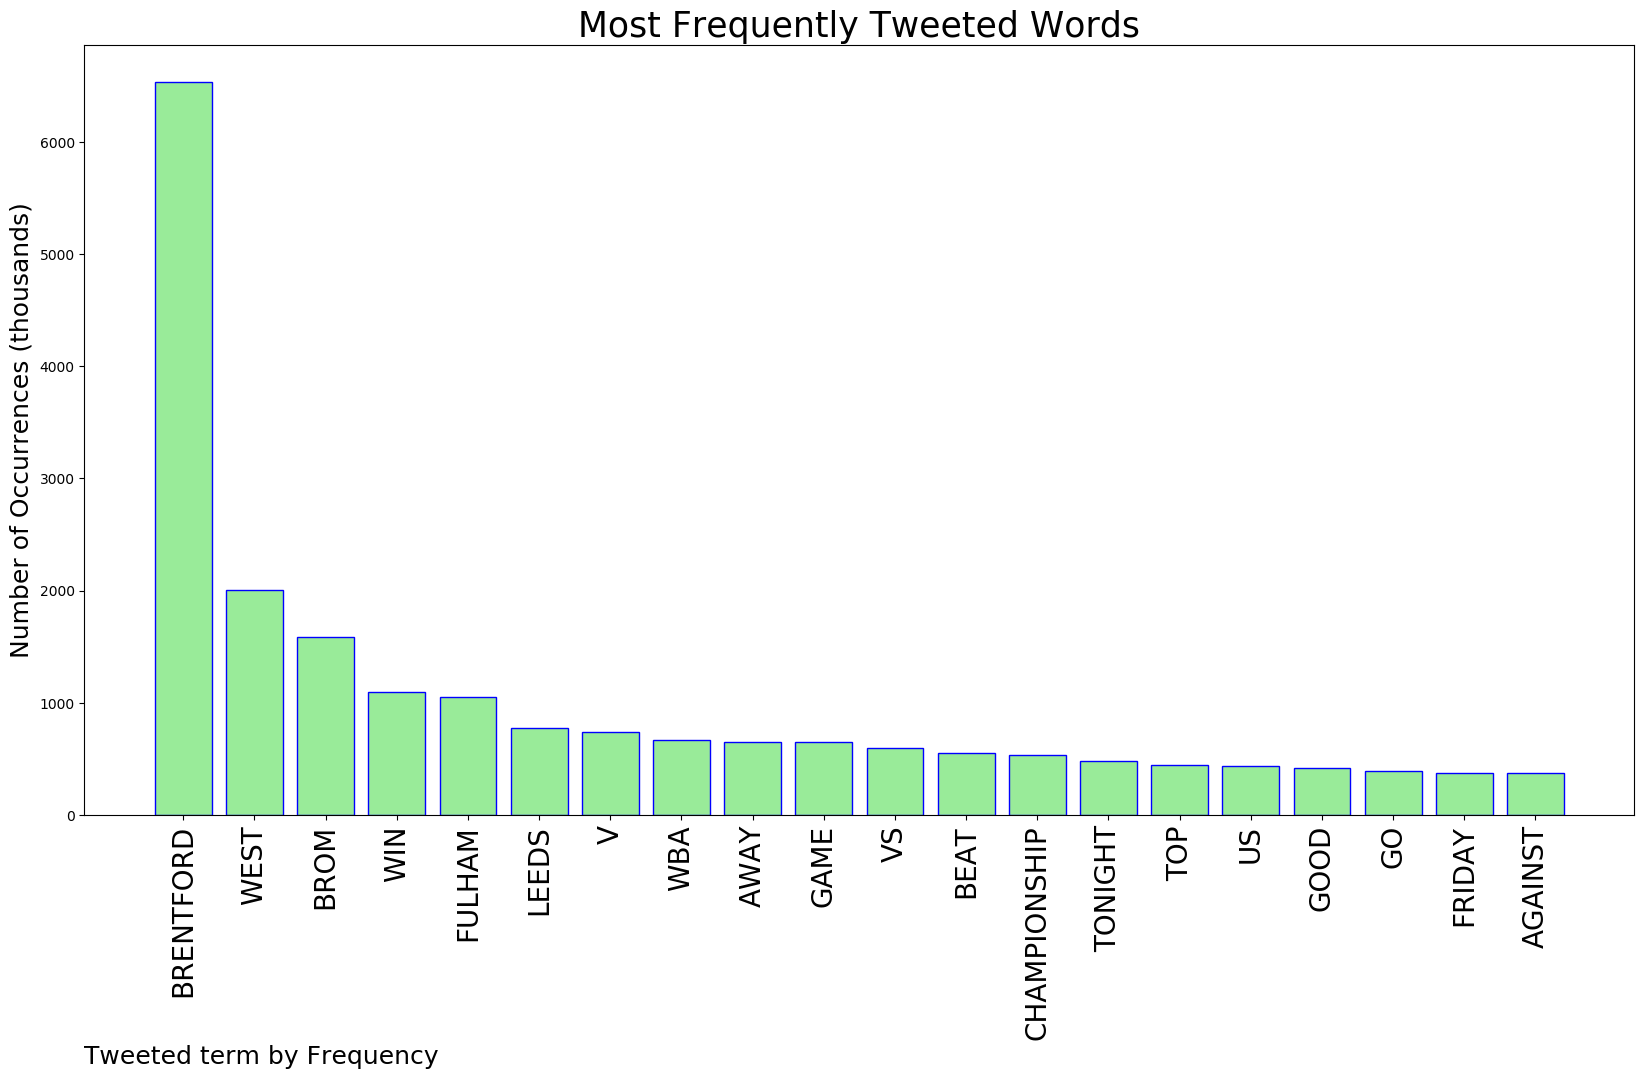 Most Frequently Tweeted Words
Number of Occurrences (thousands)
6000
5000
4000
3000
2000
1000
0
BRENTFORD
WEST
BROM
WIN
FULHAM
LEEDS
V
WBA
AWAY
GAME
VS
BEAT
CHAMPIONSHIP
TONIGHT
TOP
US
GOOD
GO
FRIDAY
AGAINST
Tweeted term by Frequency